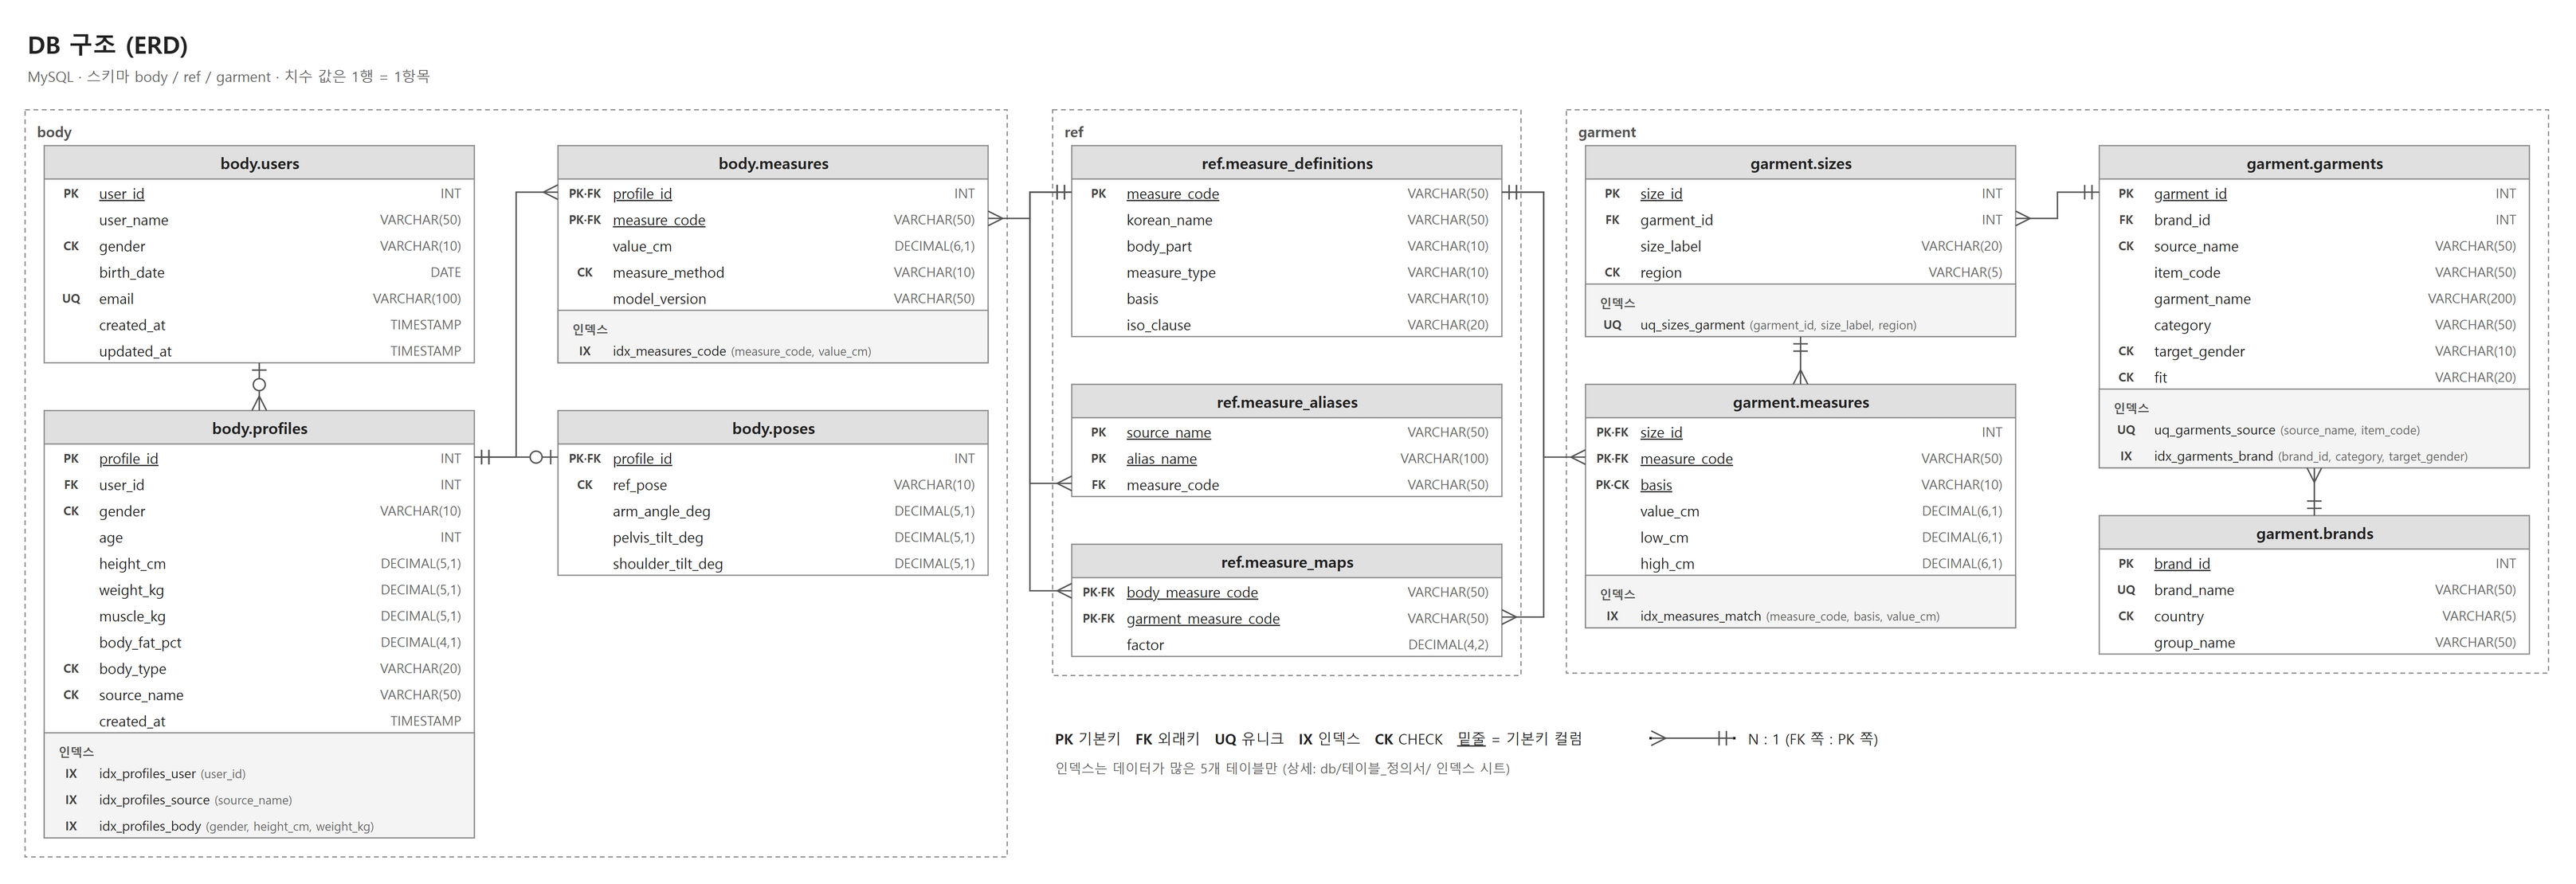 DB 구조 (ERD)
MySQL · 스키마 body / ref / garment · 치수 값은 1행 = 1항목
body
body.users
PK user_id INT
user_name VARCHAR(50)
CK gender VARCHAR(10)
birth_date DATE
UQ email VARCHAR(100)
created_at TIMESTAMP
updated_at TIMESTAMP
body.profiles
PK profile_id INT
FK user_id INT
CK gender VARCHAR(10)
age INT
height_cm DECIMAL(5,1)
weight_kg DECIMAL(5,1)
muscle_kg DECIMAL(5,1)
body_fat_pct DECIMAL(4,1)
CK body_type VARCHAR(20)
CK source_name VARCHAR(50)
created_at TIMESTAMP
인덱스
IX idx_profiles_user (user_id)
IX idx_profiles_source (source_name)
IX idx_profiles_body (gender, height_cm, weight_kg)
body.measures
PK·FK profile_id INT
PK·FK measure_code VARCHAR(50)
value_cm DECIMAL(6,1)
CK measure_method VARCHAR(10)
model_version VARCHAR(50)
인덱스
IX idx_measures_code (measure_code, value_cm)
body.poses
PK·FK profile_id INT
CK ref_pose VARCHAR(10)
arm_angle_deg DECIMAL(5,1)
pelvis_tilt_deg DECIMAL(5,1)
shoulder_tilt_deg DECIMAL(5,1)
ref
ref.measure_definitions
PK measure_code VARCHAR(50)
korean_name VARCHAR(50)
body_part VARCHAR(10)
measure_type VARCHAR(10)
basis VARCHAR(10)
iso_clause VARCHAR(20)
ref.measure_aliases
PK source_name VARCHAR(50)
PK alias_name VARCHAR(100)
FK measure_code VARCHAR(50)
ref.measure_maps
PK·FK body_measure_code VARCHAR(50)
PK·FK garment_measure_code VARCHAR(50)
factor DECIMAL(4,2)
garment
garment.sizes
PK size_id INT
FK garment_id INT
size_label VARCHAR(20)
CK region VARCHAR(5)
인덱스
UQ uq_sizes_garment (garment_id, size_label, region)
garment.measures
PK·FK size_id INT
PK·FK measure_code VARCHAR(50)
PK·CK basis VARCHAR(10)
value_cm DECIMAL(6,1)
low_cm DECIMAL(6,1)
high_cm DECIMAL(6,1)
인덱스
IX idx_measures_match (measure_code, basis, value_cm)
garment.garments
PK garment_id INT
FK brand_id INT
CK source_name VARCHAR(50)
item_code VARCHAR(50)
garment_name VARCHAR(200)
category VARCHAR(50)
CK target_gender VARCHAR(10)
CK fit VARCHAR(20)
인덱스
UQ uq_garments_source (source_name, item_code)
IX idx_garments_brand (brand_id, category, target_gender)
garment.brands
PK brand_id INT
UQ brand_name VARCHAR(50)
CK country VARCHAR(5)
group_name VARCHAR(50)
PK 기본키 FK 외래키 UQ 유니크 IX 인덱스 CK CHECK 밑줄 = 기본키 컬럼 N : 1 (FK 쪽 : PK 쪽)
인덱스는 데이터가 많은 5개 테이블만 (상세: db/테이블_정의서/ 인덱스 시트)